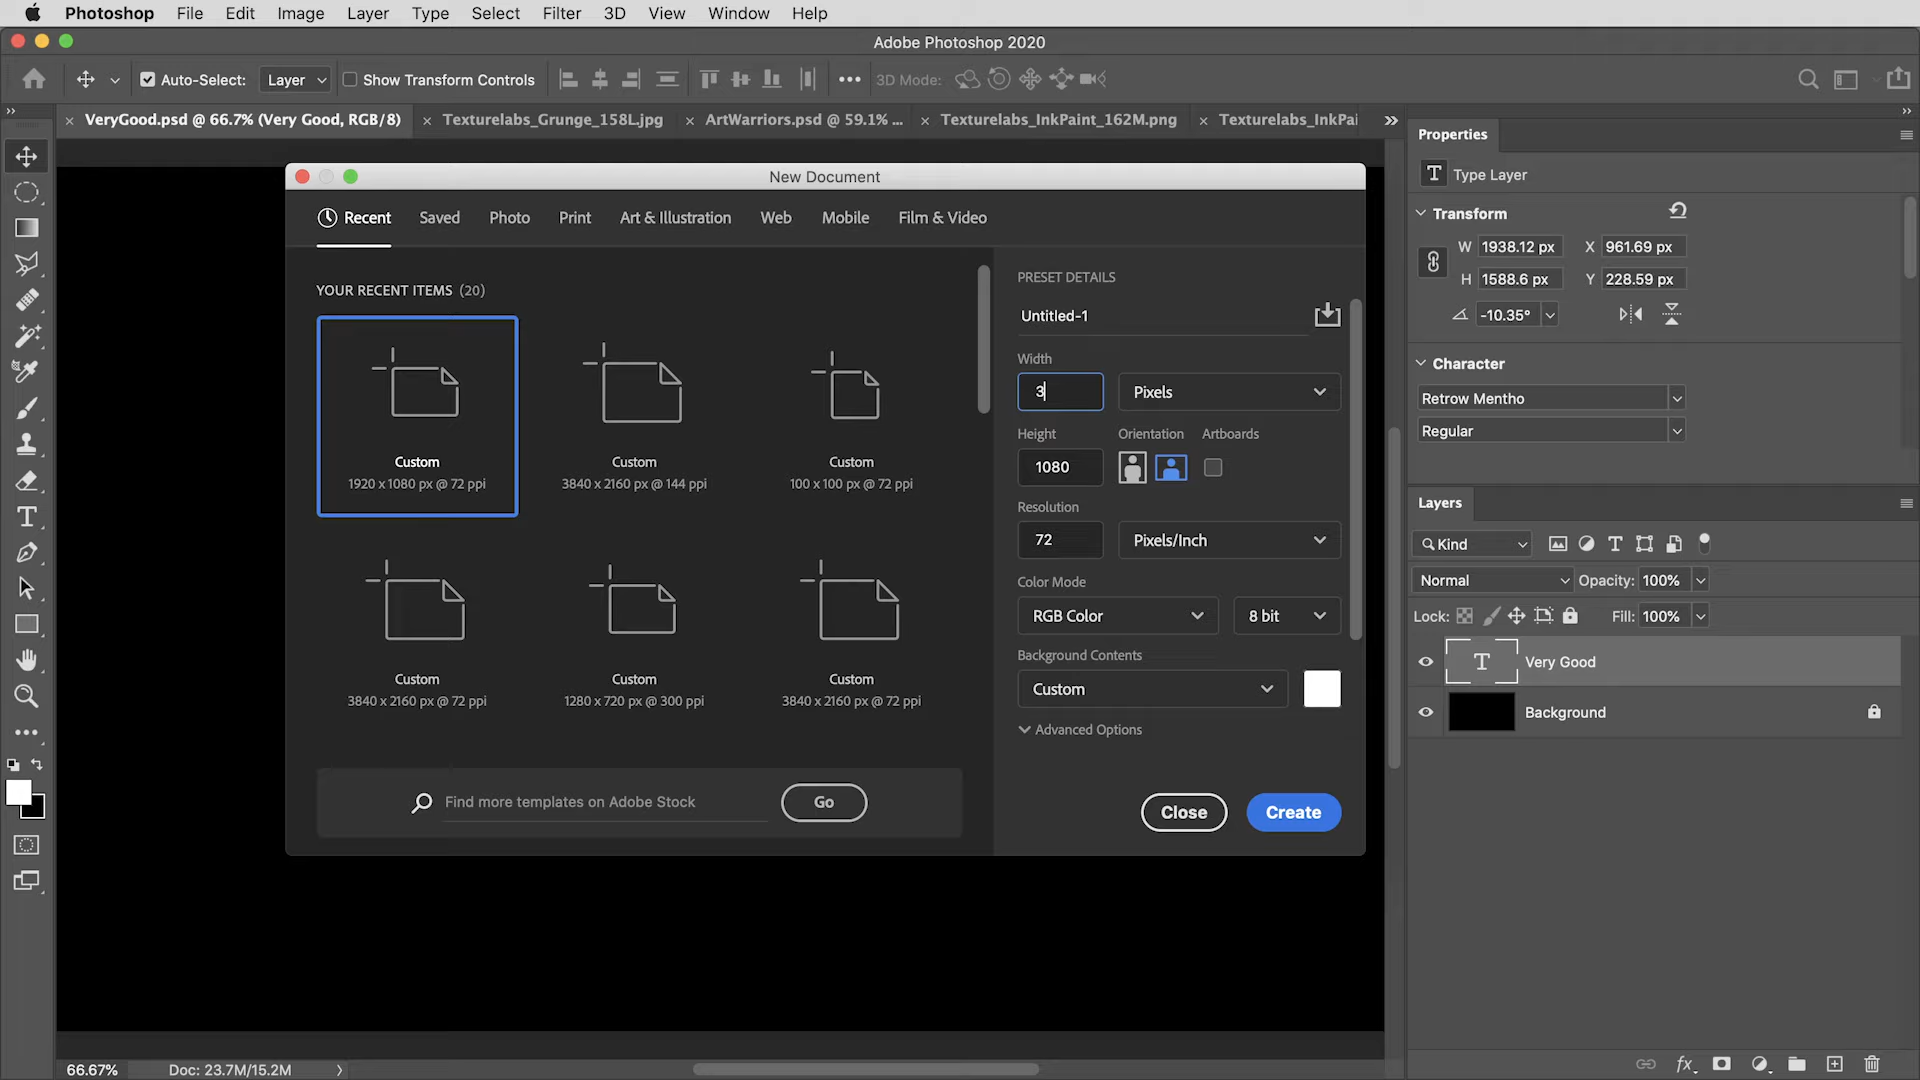 Photoshop File Edit Image Layer Type Select Filter 3D View Window Help
Adobe Photoshop 2020
Auto-Select: Layer Show Transform Controls 3D Mode:
VeryGood.psd @ 66.7% (Very Good, RGB/8) Texturelabs_Grunge_158L.jpg ArtWarriors.psd @ 59.1% ... Texturelabs_InkPaint_162M.png Texturelabs_InkPai
New Document
Recent Saved Photo Print Art & Illustration Web Mobile Film & Video
YOUR RECENT ITEMS (20)
Custom
1920 x 1080 px @ 72 ppi
Custom
3840 x 2160 px @ 144 ppi
Custom
100 x 100 px @ 72 ppi
Custom
3840 x 2160 px @ 72 ppi
Custom
1280 x 720 px @ 300 ppi
Custom
3840 x 2160 px @ 72 ppi
Find more templates on Adobe Stock Go
PRESET DETAILS
Untitled-1
Width
3 Pixels
Height Orientation Artboards
1080
Resolution
72 Pixels/Inch
Color Mode
RGB Color 8 bit
Background Contents
Custom
Advanced Options
Close Create
Properties
T Type Layer
Transform
W 1938.12 px X 961.69 px
H 1588.6 px Y 228.59 px
-10.35°
Character
Retrow Mentho
Regular
Layers
Kind
Normal Opacity: 100%
Lock: Fill: 100%
T Very Good
Background
fx
66.67% Doc: 23.7M/15.2M